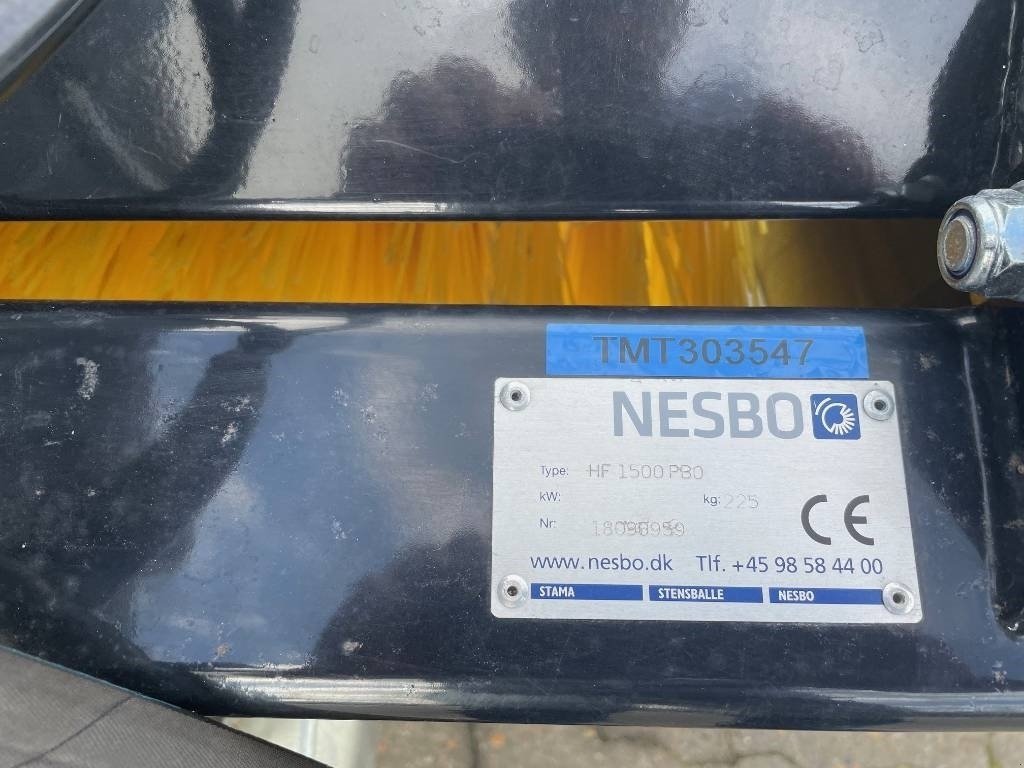 TMT303547
NESBO
Type: HF 1500 PBO
kW:
kg: 225
Nr:
www.nesbo.dk Tlf. +45 98 58 44 00
STAMA STENSBALLE NESBO
CE